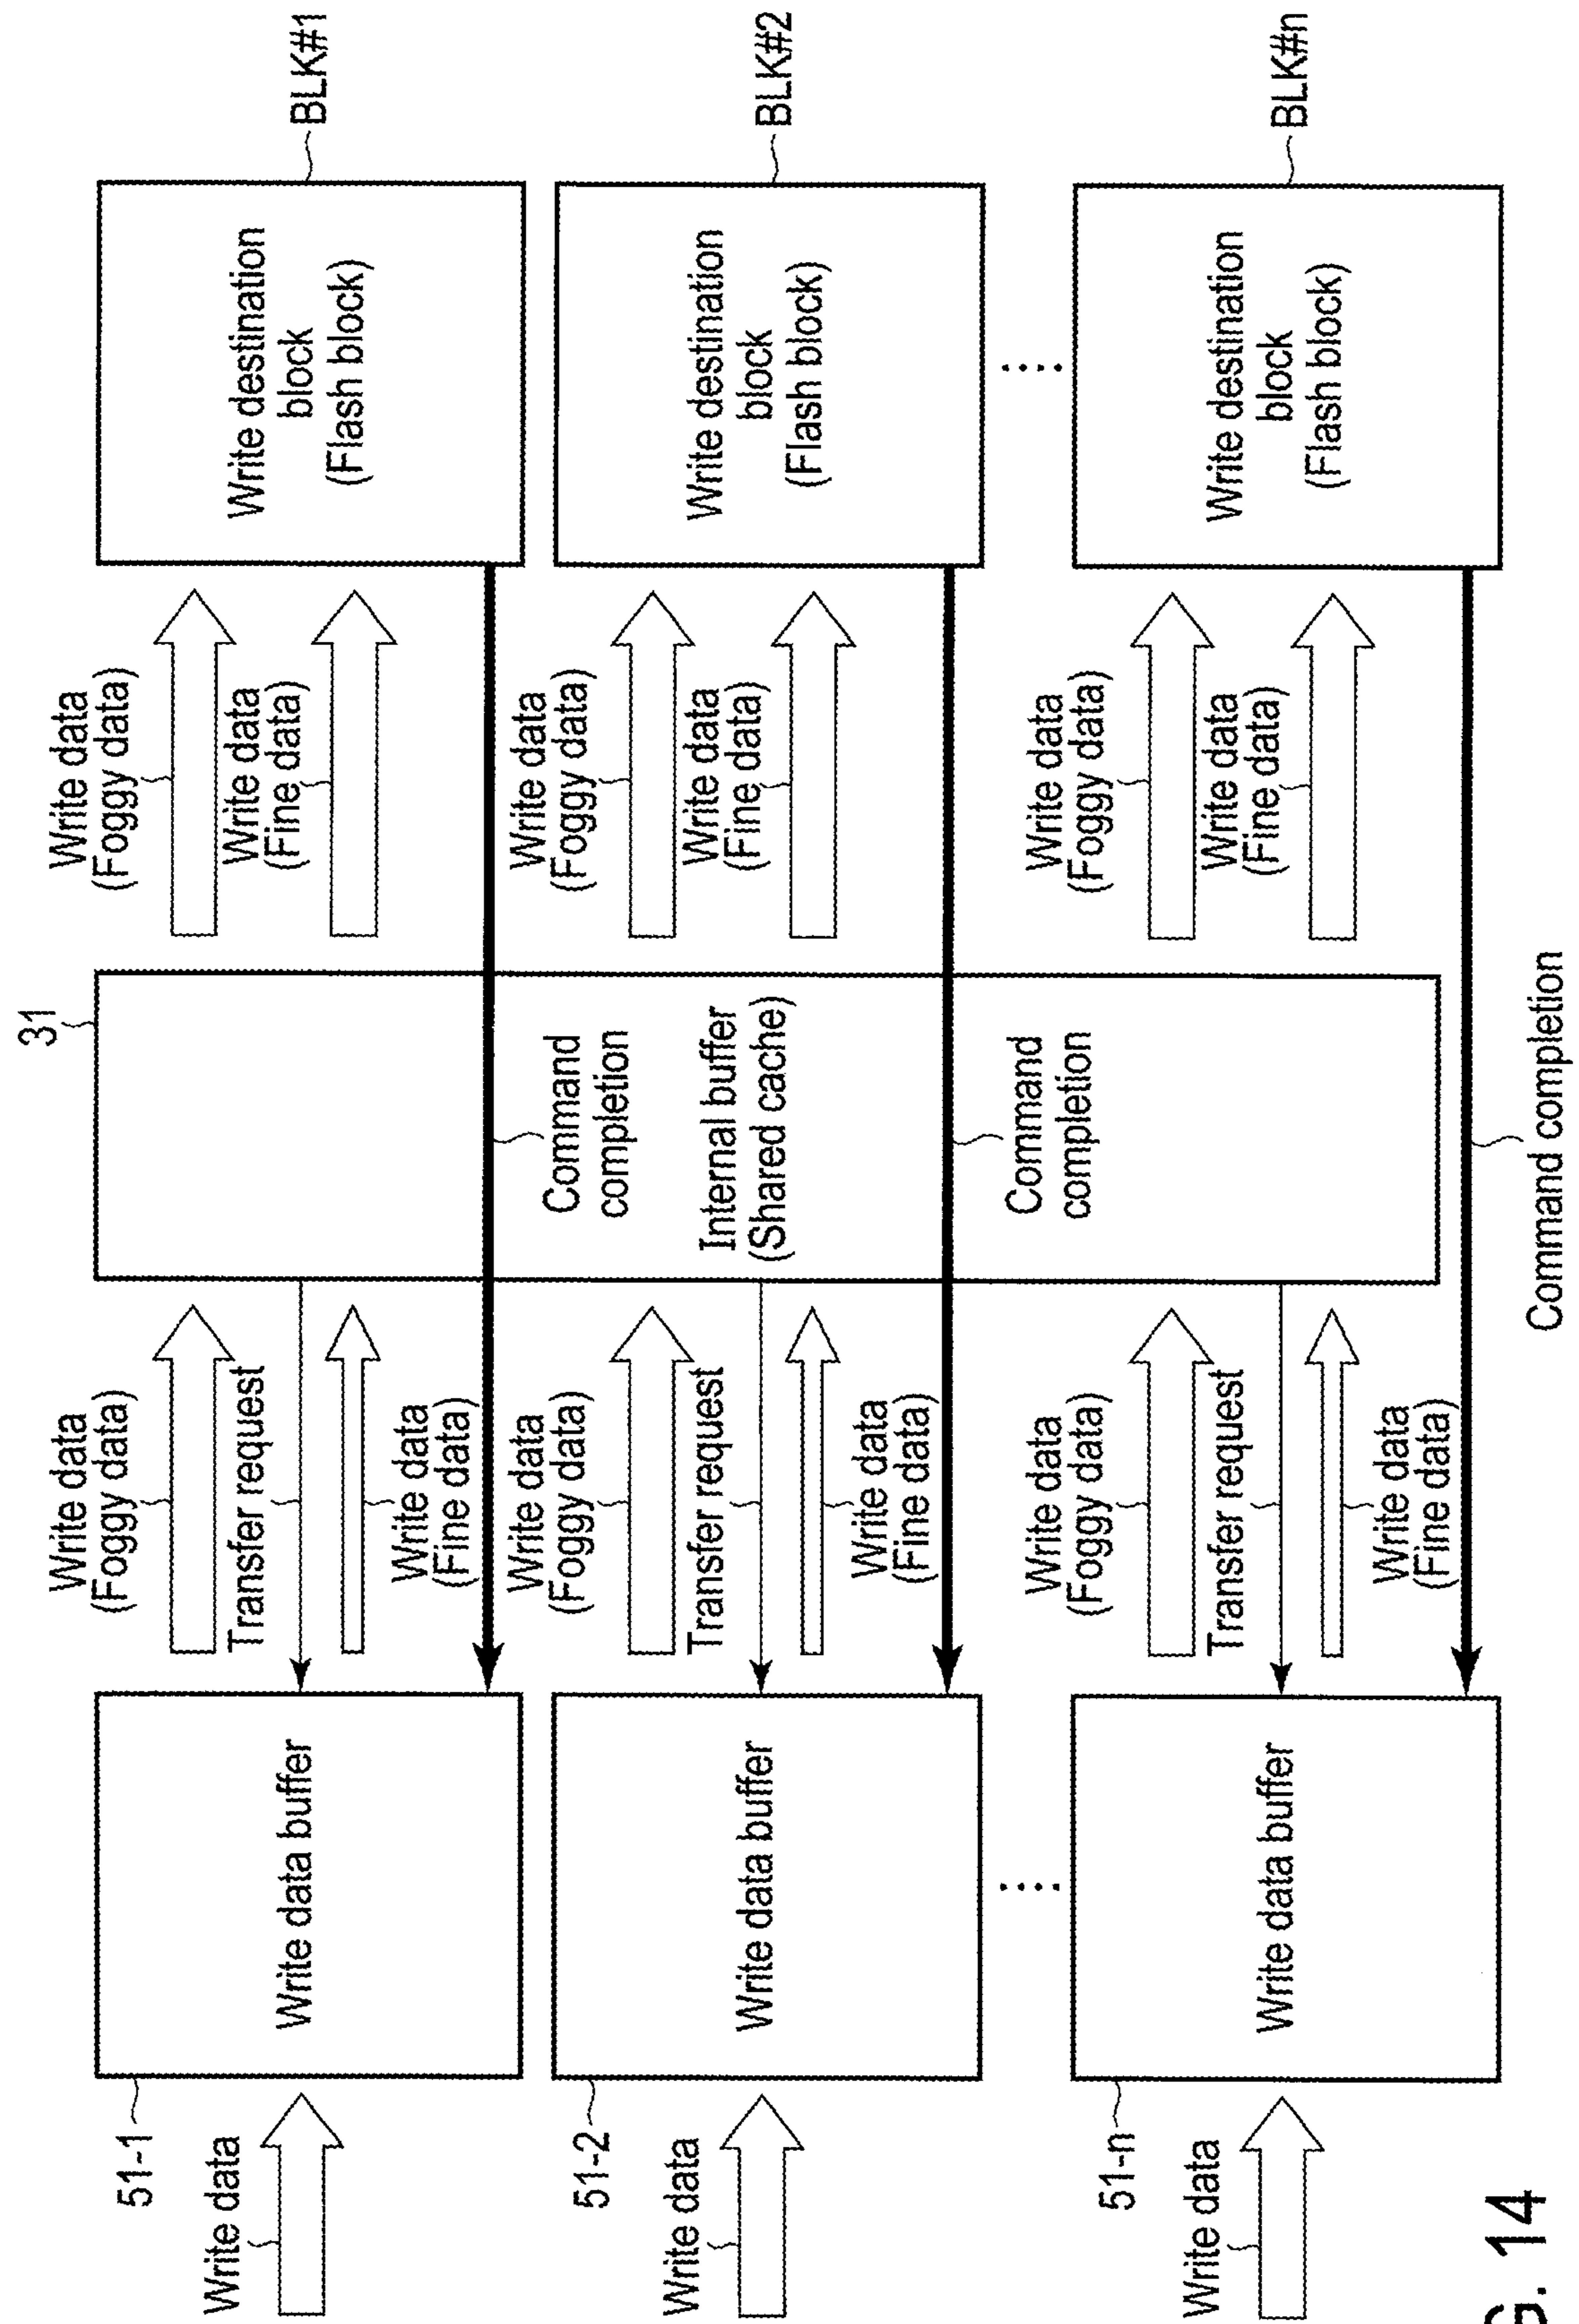 31
Write data
Write data buffer
51-1
Write data
(Foggy data)
Transfer request
Write data
(Fine data)
Write data
(Foggy data)
Write data
(Fine data)
Write destination
block
(Flash block)
BLK#1
Command
completion
Internal buffer
(Shared cache)
Write data
Write data buffer
51-2
Write data
(Foggy data)
Transfer request
Write data
(Fine data)
Write data
(Foggy data)
Write data
(Fine data)
Write destination
block
(Flash block)
BLK#2
Command
completion
Write data
Write data buffer
51-n
Write data
(Foggy data)
Transfer request
Write data
(Fine data)
Write data
(Foggy data)
Write data
(Fine data)
Write destination
block
(Flash block)
BLK#n
Command completion
G. 14